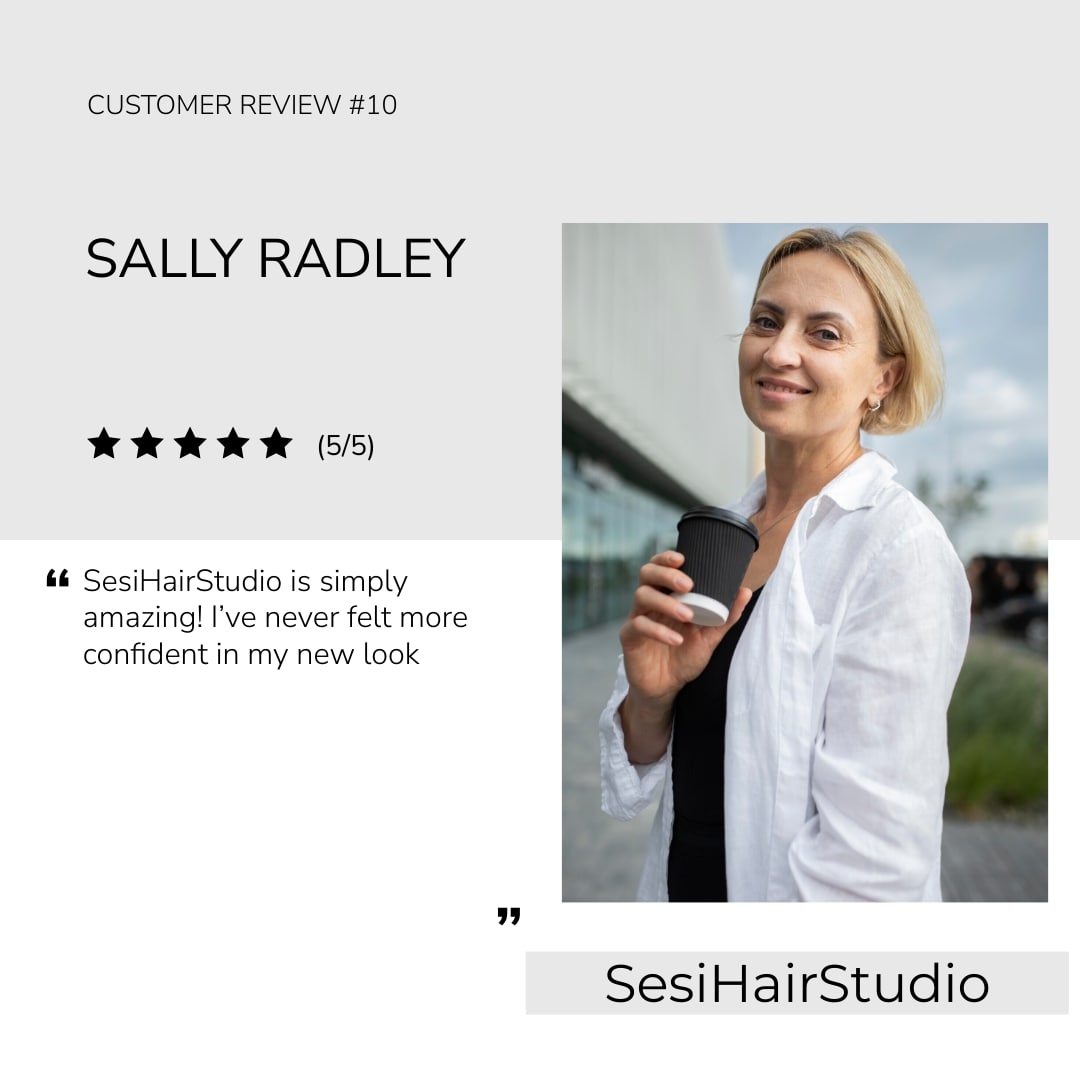 CUSTOMER REVIEW #10
SALLY RADLEY
★★★★★ (5/5)
“ SesiHairStudio is simply
amazing! I’ve never felt more
confident in my new look
”
SesiHairStudio